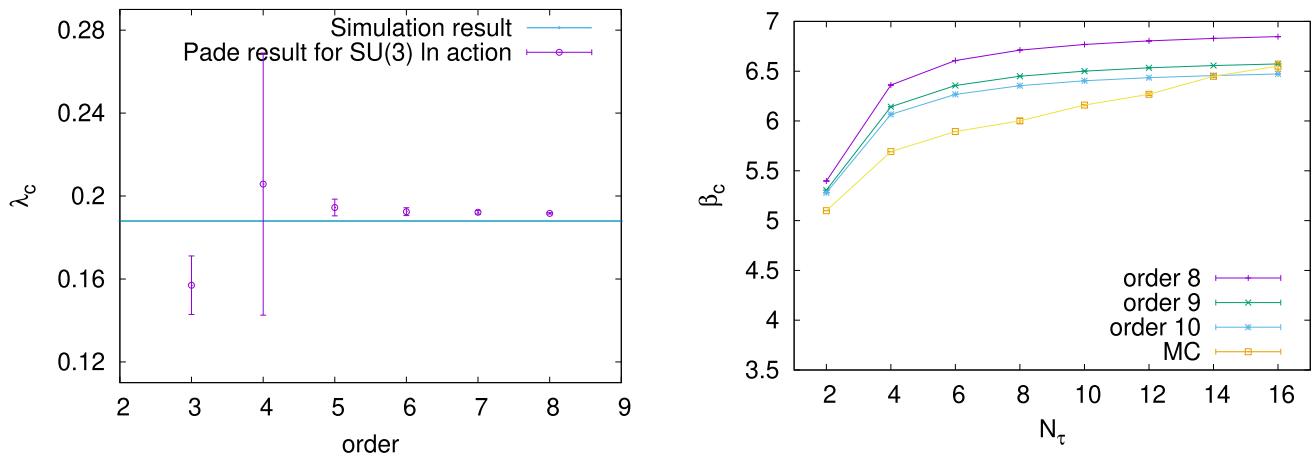 0.28
0.24
0.2
0.16
0.12
λc
Simulation result
Pade result for SU(3) ln action
2 3 4 5 6 7 8 9
order
7
6.5
6
5.5
5
4.5
4
3.5
βc
order 8
order 9
order 10
MC
2 4 6 8 10 12 14 16
Nτ